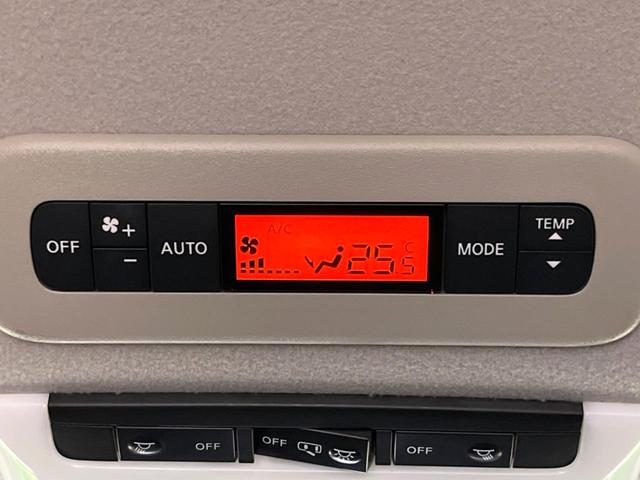 OFF + − AUTO A/C 25.5 °C MODE TEMP
OFF OFF OFF